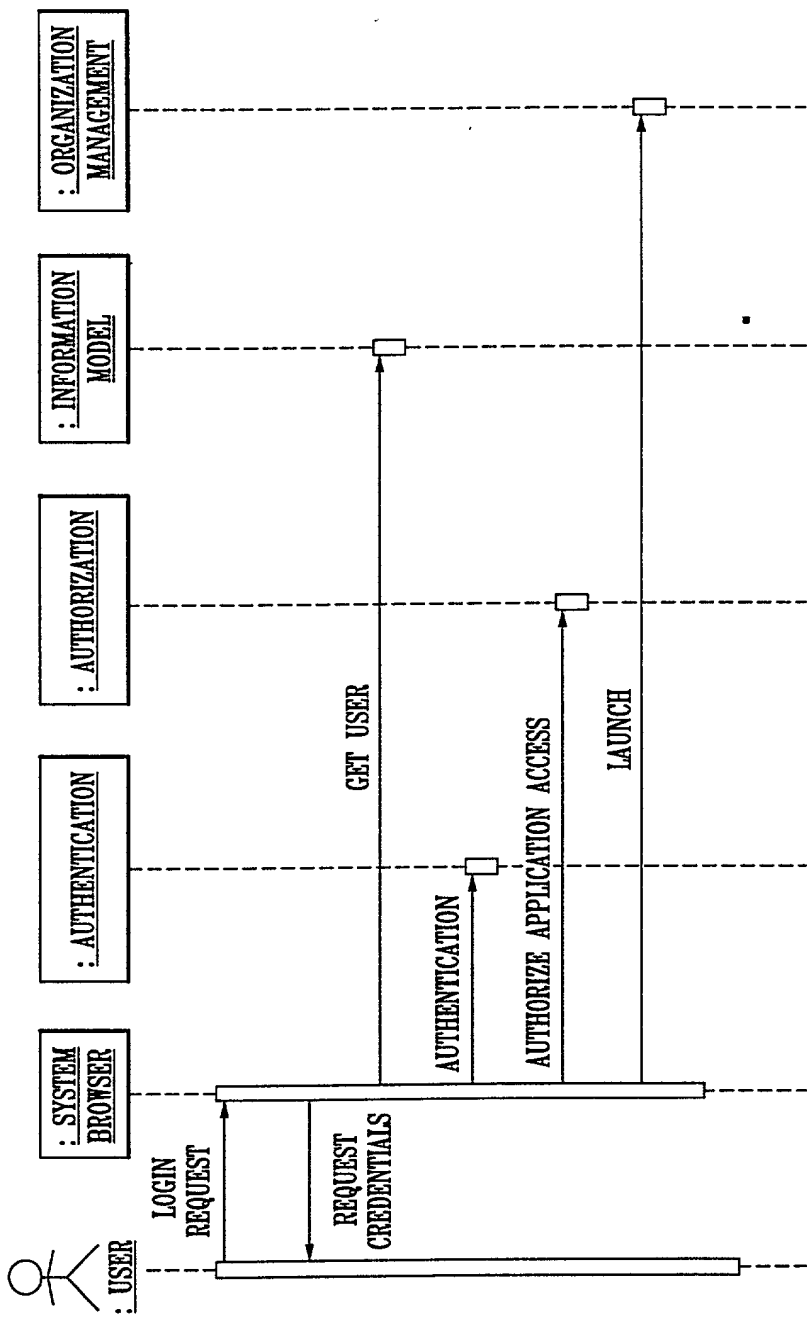 : USER
: SYSTEM
BROWSER
: AUTHENTICATION
: AUTHORIZATION
: INFORMATION
MODEL
: ORGANIZATION
MANAGEMENT
LOGIN
REQUEST
REQUEST
CREDENTIALS
GET USER
AUTHENTICATION
AUTHORIZE APPLICATION ACCESS
LAUNCH